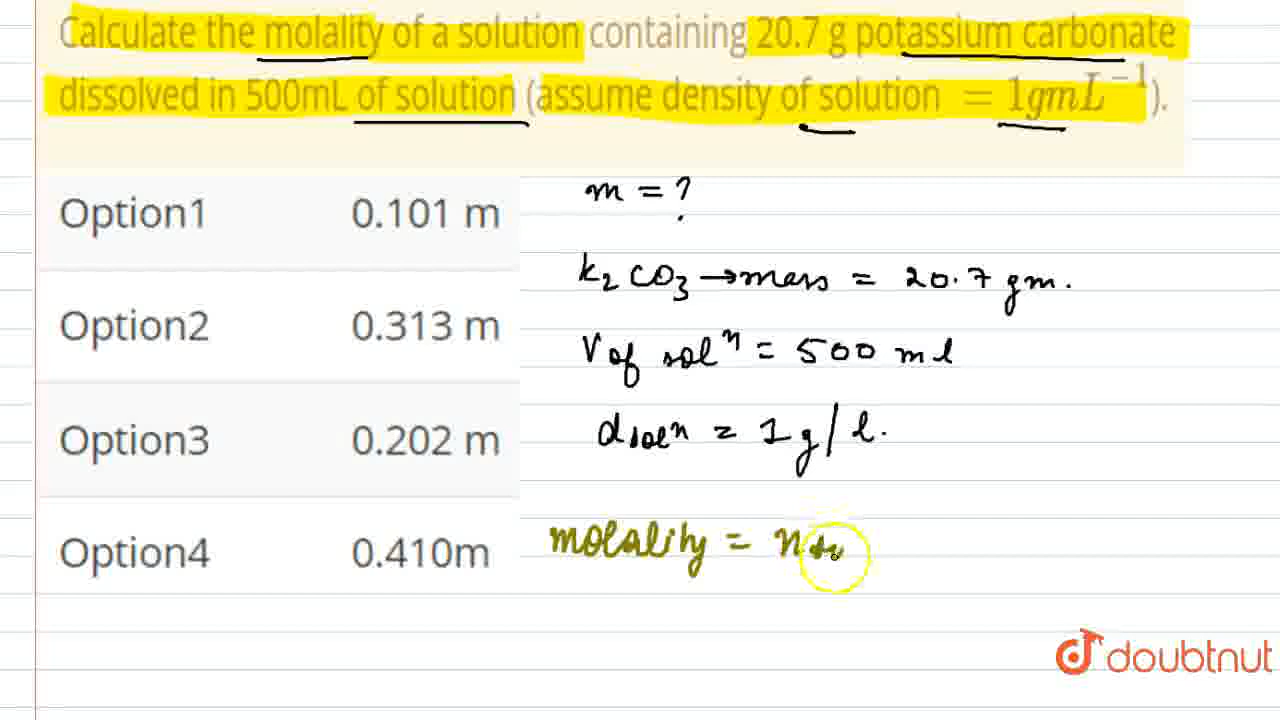 Calculate the molality of a solution containing 20.7 g potassium carbonate
dissolved in 500mL of solution (assume density of solution = 1gmL⁻¹).
Option1 0.101 m
Option2 0.313 m
Option3 0.202 m
Option4 0.410m
m = ?
K₂CO₃ → mass = 20.7 gm.
V of solⁿ = 500 ml
d solⁿ = 1 g/l.
molality = n
doubtnut